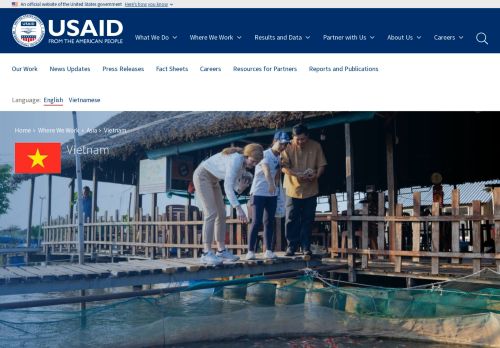 An official website of the United States government Here's how you know
USAID
FROM THE AMERICAN PEOPLE
What We Do
Where We Work
Results and Data
Partner with Us
About Us
Careers
Our Work
News Updates
Press Releases
Fact Sheets
Careers
Resources for Partners
Reports and Publications
Language: English Vietnamese
Home > Where We Work > Asia > Vietnam
Vietnam